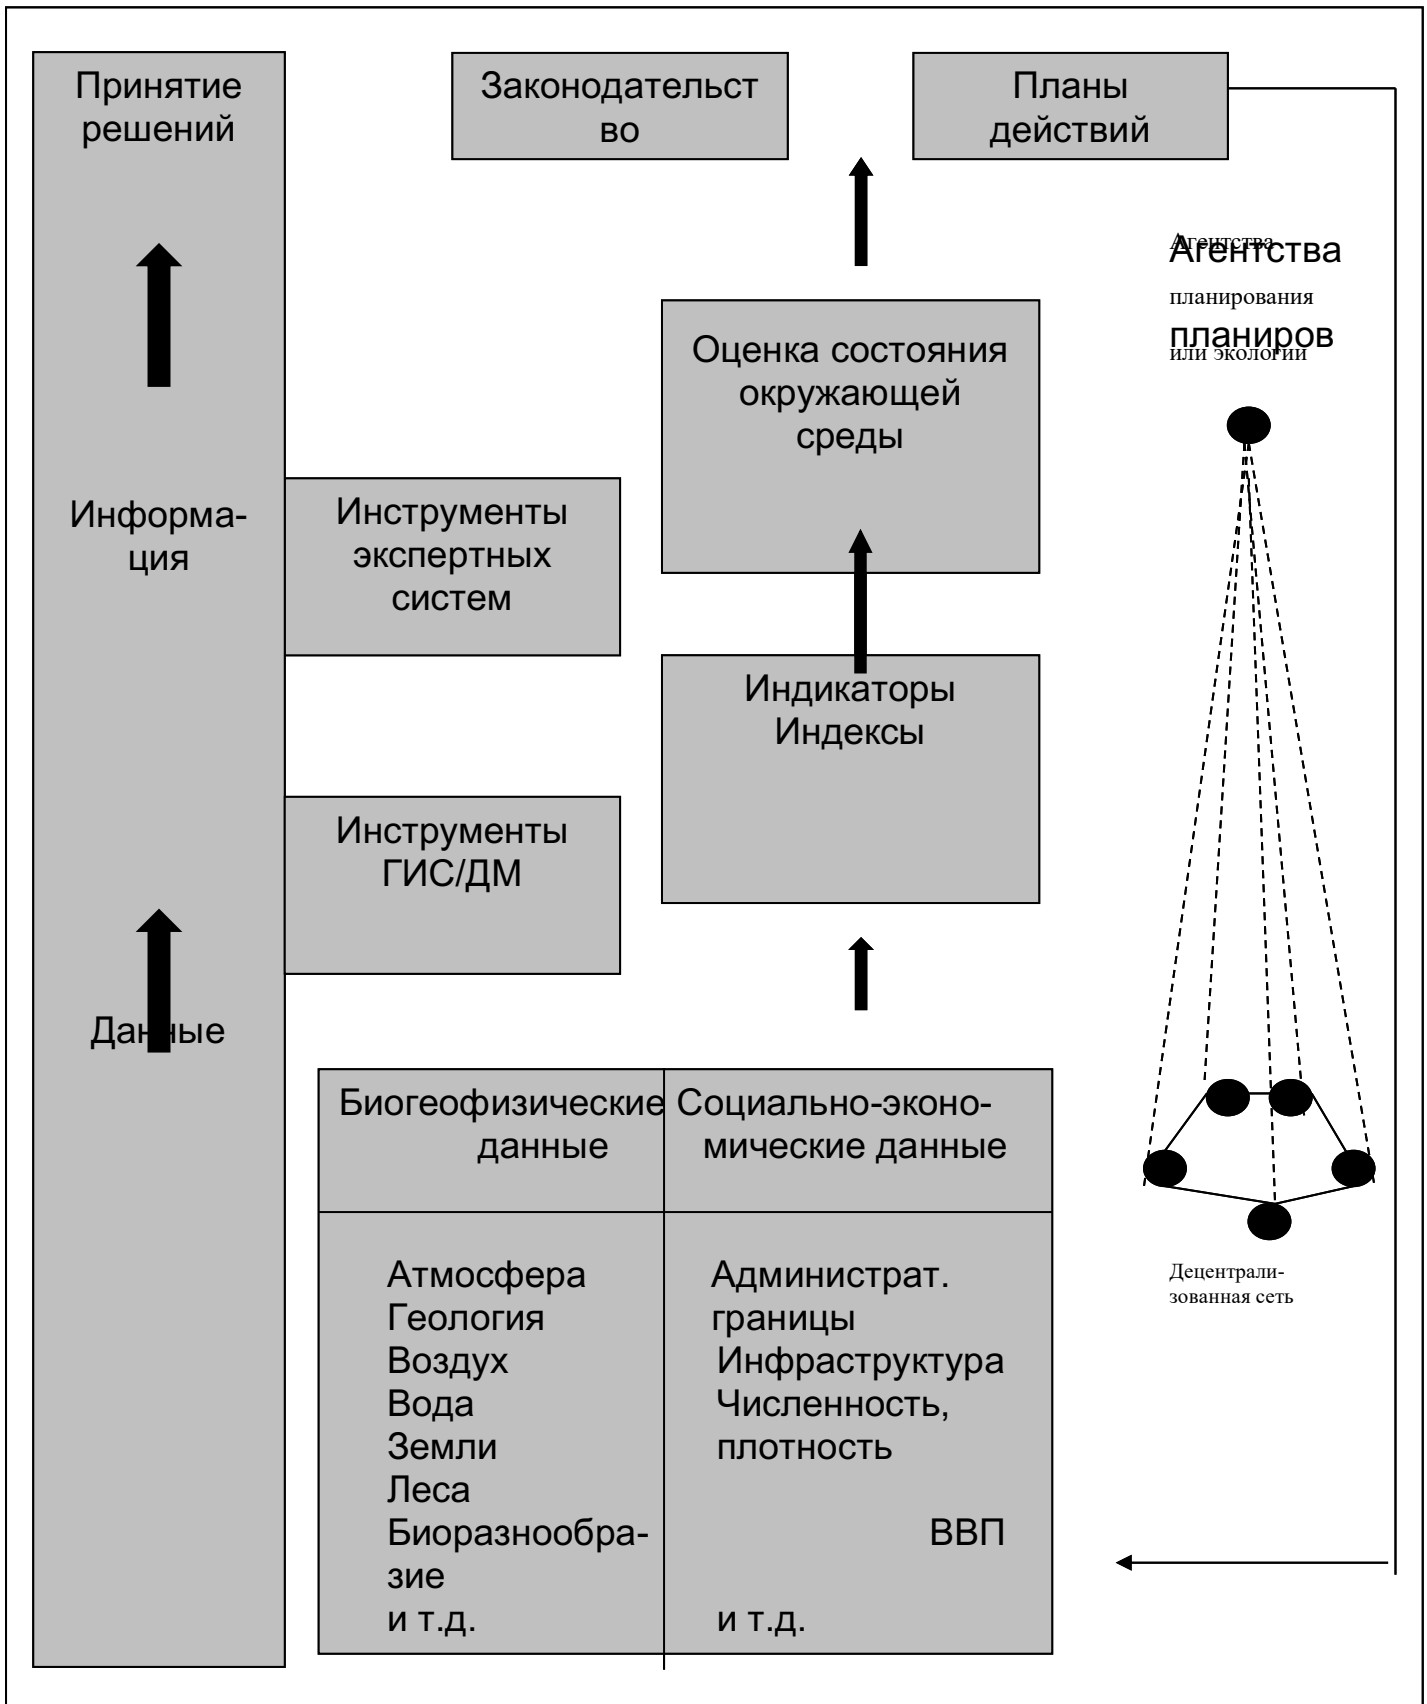 Принятие
решений
Законодательст
во
Планы
действий
Агентства
Агентства
планирования
планиров
или экологии
Оценка состояния
окружающей
среды
Информа-
ция
Инструменты
экспертных
систем
Индикаторы
Индексы
Инструменты
ГИС/ДМ
Данные
Биогеофизические
данные
Социально-эконо-
мические данные
Атмосфера
Геология
Воздух
Вода
Земли
Леса
Биоразнообра-
зие
и т.д.
Администрат.
границы
Инфраструктура
Численность,
плотность
ВВП
и т.д.
Децентрали-
зованная сеть